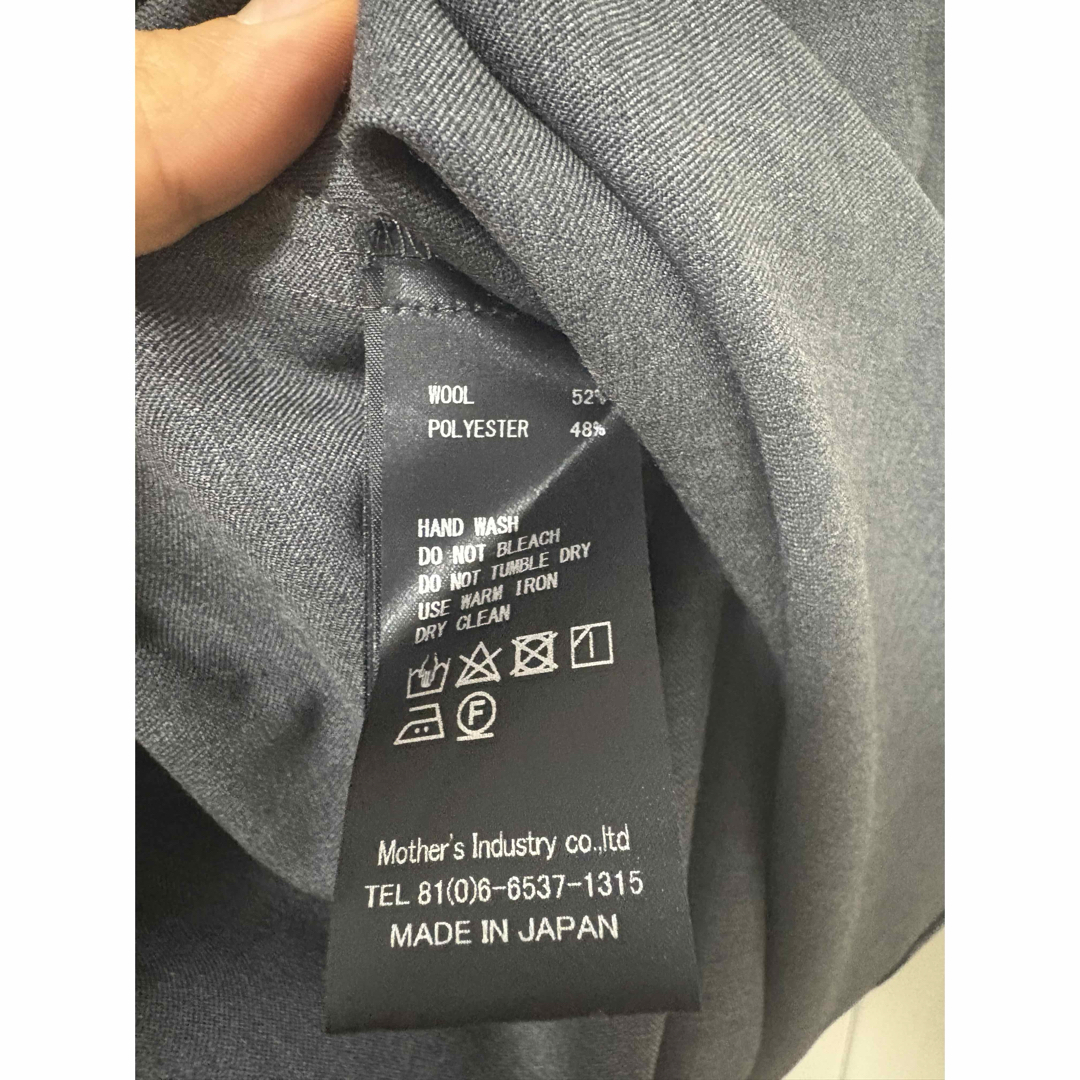 WOOL 52%
POLYESTER 48%
HAND WASH
DO NOT BLEACH
DO NOT TUMBLE DRY
USE WARM IRON
DRY CLEAN
F
Mother's Industry co.,ltd
TEL 81(0)6-6537-1315
MADE IN JAPAN